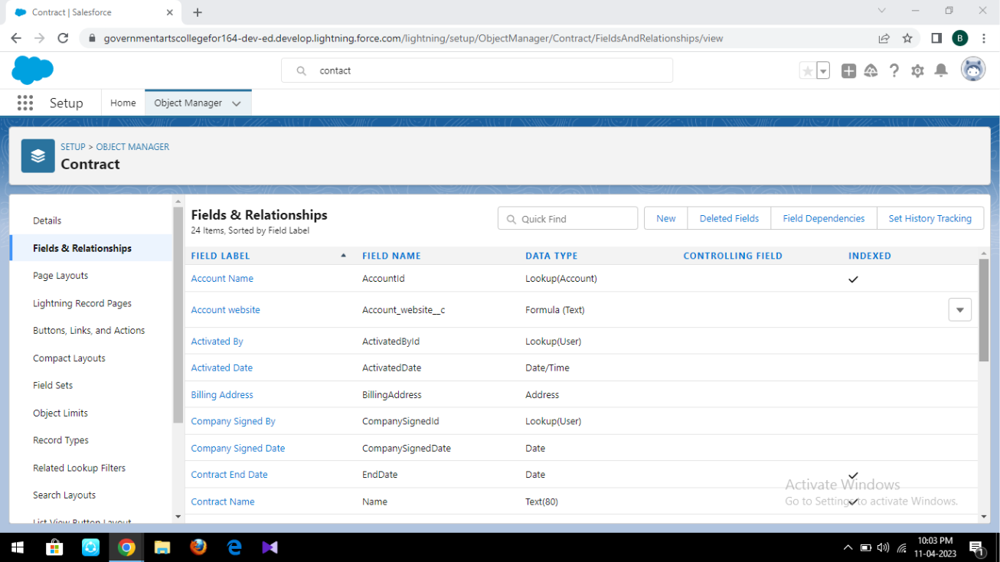 Contract | Salesforce
governmentartscollegefor164-dev-ed.develop.lightning.force.com/lightning/setup/ObjectManager/Contract/FieldsAndRelationships/view
B
contact
Setup Home Object Manager
SETUP > OBJECT MANAGER
Contract
Details
Fields & Relationships
Page Layouts
Lightning Record Pages
Buttons, Links, and Actions
Compact Layouts
Field Sets
Object Limits
Record Types
Related Lookup Filters
Search Layouts
List View Button Layout
Fields & Relationships
24 Items, Sorted by Field Label
Quick Find New Deleted Fields Field Dependencies Set History Tracking
FIELD LABEL FIELD NAME DATA TYPE CONTROLLING FIELD INDEXED
Account Name AccountId Lookup(Account)
Account website Account_website__c Formula (Text)
Activated By ActivatedById Lookup(User)
Activated Date ActivatedDate Date/Time
Billing Address BillingAddress Address
Company Signed By CompanySignedId Lookup(User)
Company Signed Date CompanySignedDate Date
Contract End Date EndDate Date
Contract Name Name Text(80)
Activate Windows
Go to Settings to activate Windows.
10:03 PM
11-04-2023
1